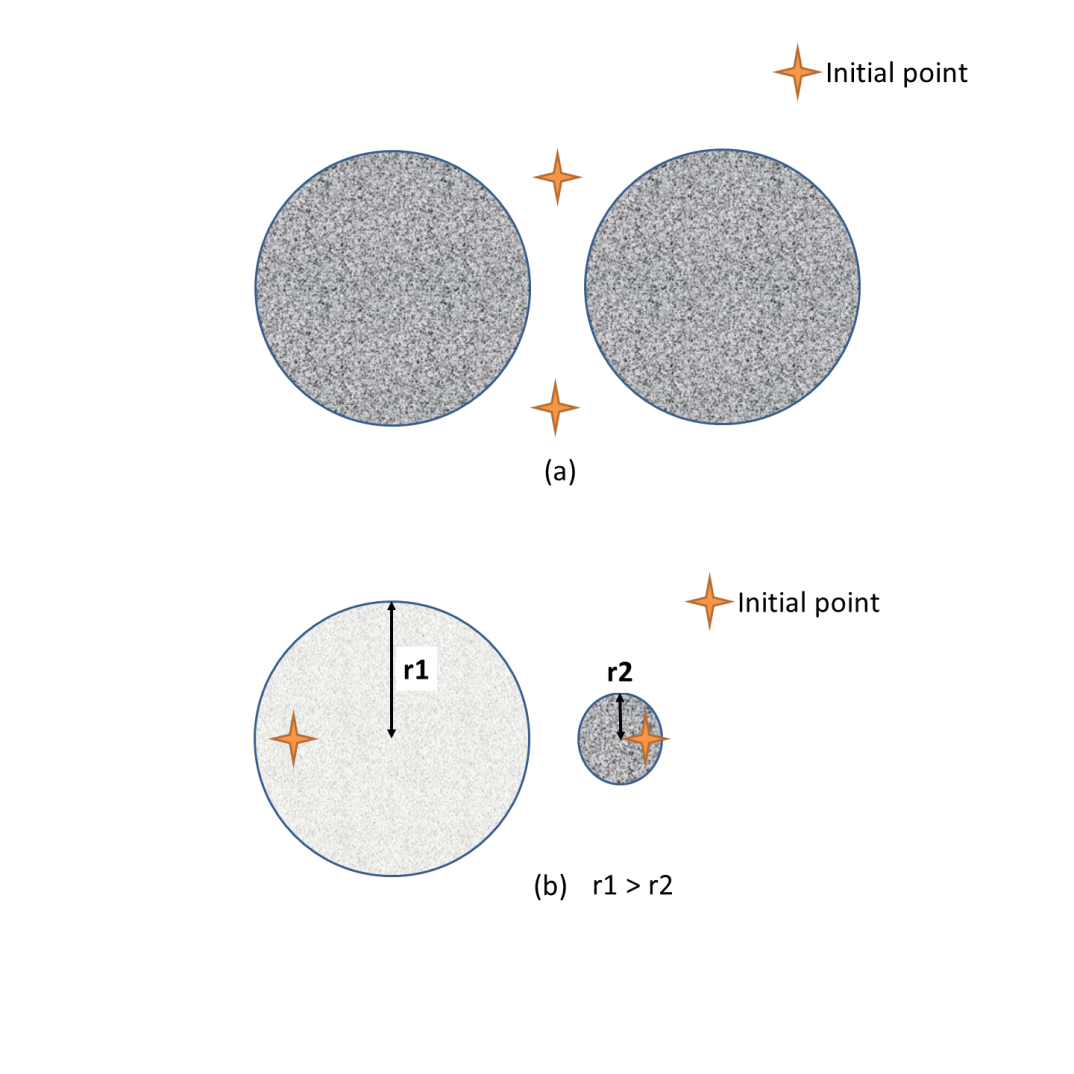 Initial point
(a)
Initial point
r1
r2
(b) r1 > r2